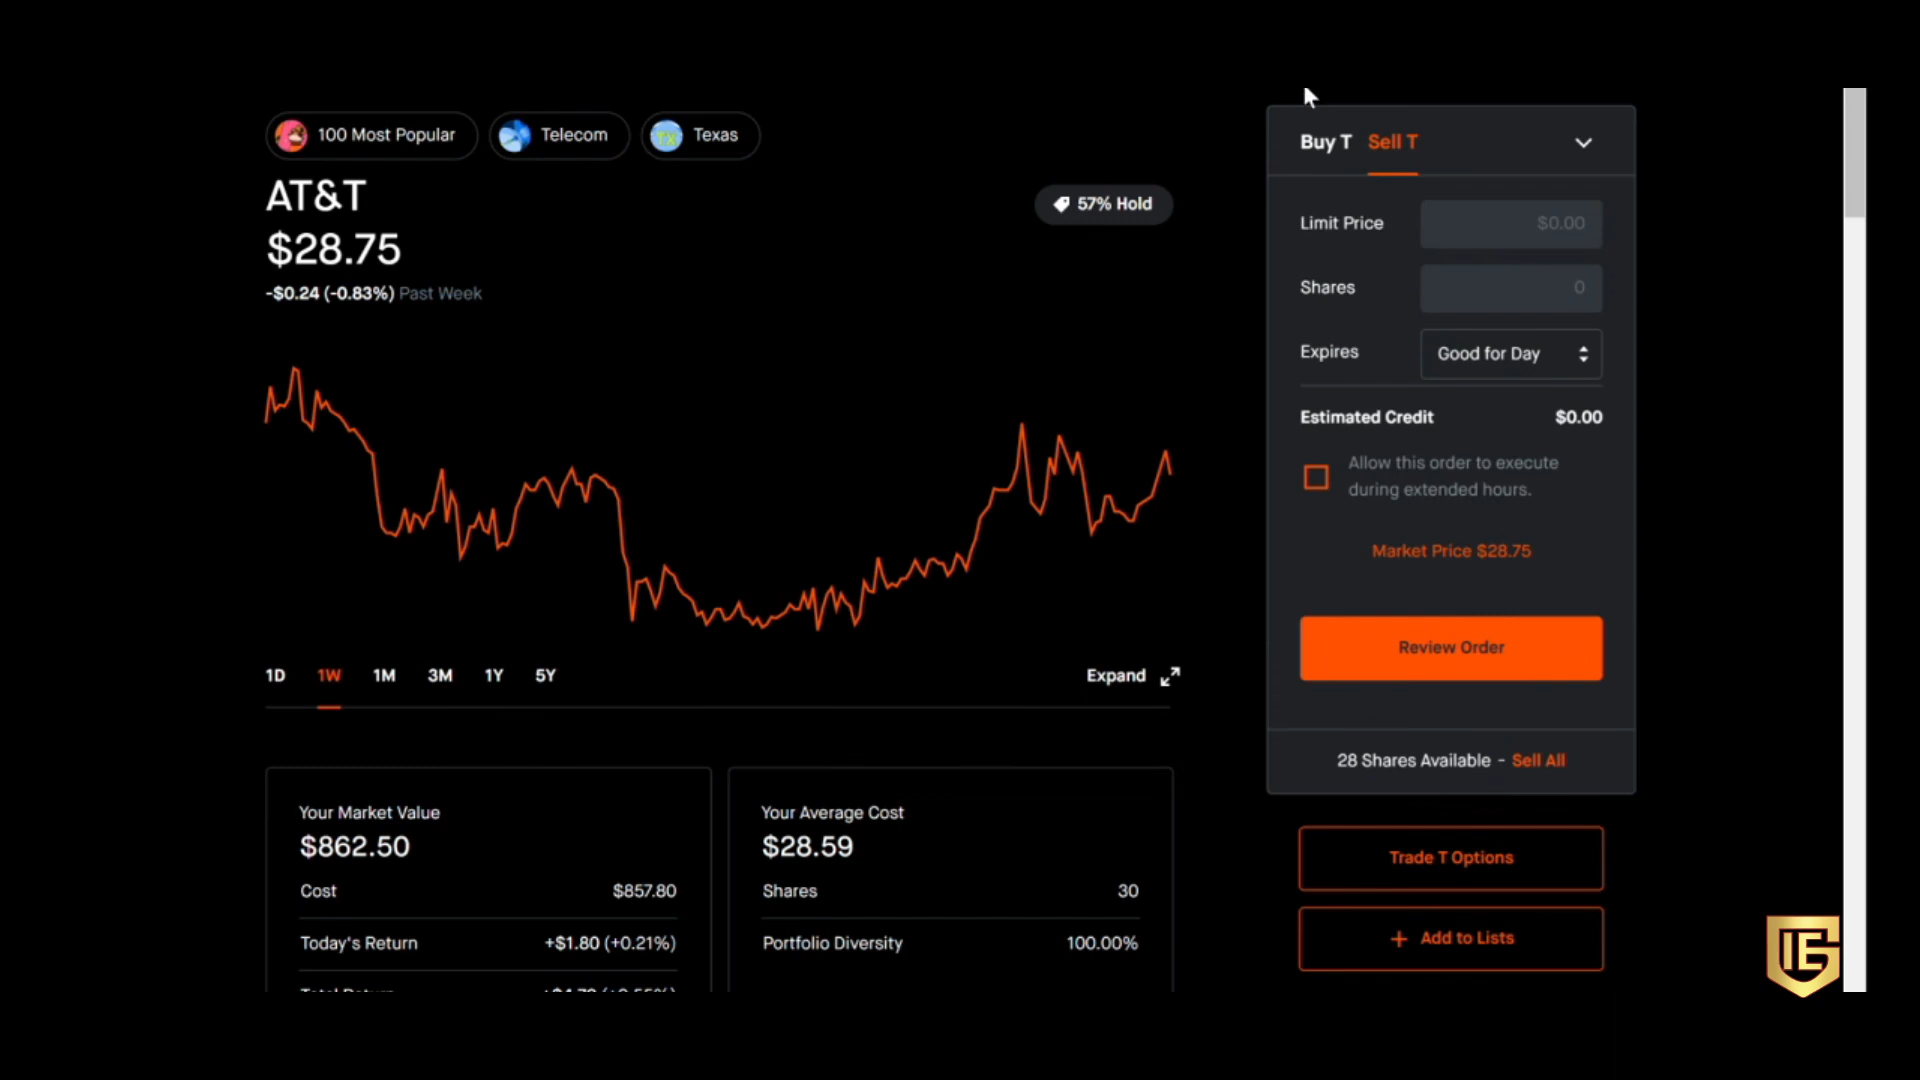 100 Most Popular
Telecom
Texas
AT&T
$28.75
-$0.24 (-0.83%) Past Week
57% Hold
1D 1W 1M 3M 1Y 5Y
Expand
Your Market Value
$862.50
Cost $857.80
Today's Return +$1.80 (+0.21%)
Your Average Cost
$28.59
Shares 30
Portfolio Diversity 100.00%
Buy T Sell T
Limit Price $0.00
Shares 0
Expires Good for Day
Estimated Credit $0.00
Allow this order to execute
during extended hours.
Market Price $28.75
Review Order
28 Shares Available - Sell All
Trade T Options
+ Add to Lists